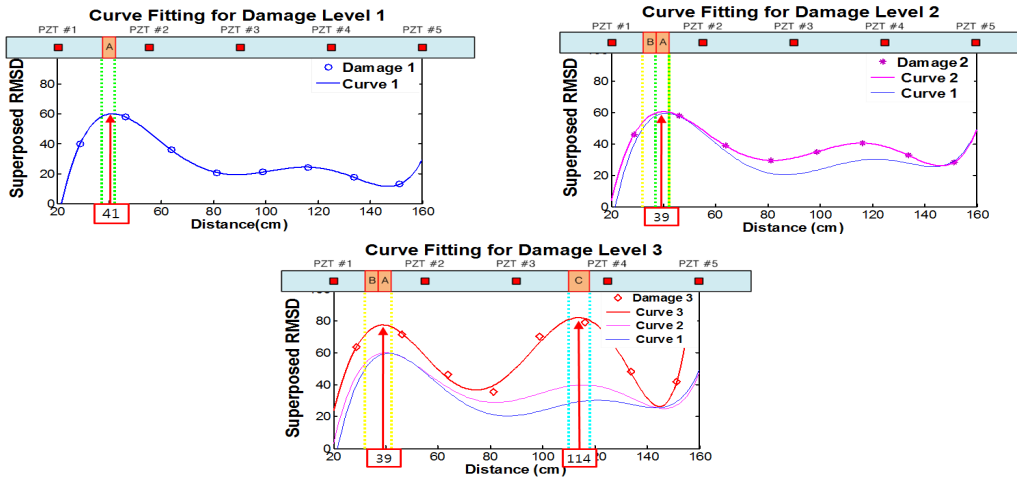 Curve Fitting for Damage Level 1
PZT #1 PZT #2 PZT #3 PZT #4 PZT #5
A
Superposed RMSD
80
60
40
20
0
Damage 1
Curve 1
20 41 60 80 100 120 140 160
Distance(cm)
Curve Fitting for Damage Level 2
PZT #1 PZT #2 PZT #3 PZT #4 PZT #5
B A
Superposed RMSD
100
80
60
40
20
0
Damage 2
Curve 2
Curve 1
20 39 60 80 100 120 140 160
Distance (cm)
Curve Fitting for Damage Level 3
PZT #1 PZT #2 PZT #3 PZT #4 PZT #5
B A C
Superposed RMSD
100
80
60
40
20
0
Damage 3
Curve 3
Curve 2
Curve 1
20 39 60 80 100 114 140 160
Distance (cm)